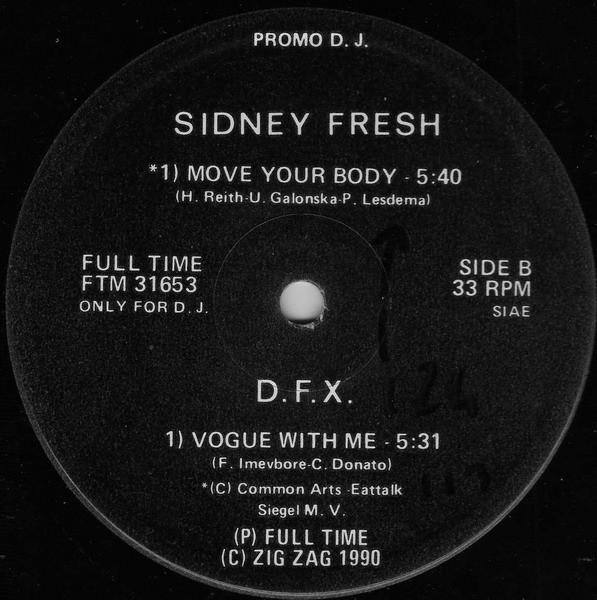 PROMO D. J.
SIDNEY FRESH
*1) MOVE YOUR BODY - 5:40
(H. Reith-U. Galonska-P. Lesdema)
FULL TIME
FTM 31653
ONLY FOR D. J.
SIDE B
33 RPM
SIAE
D.F.X.
1) VOGUE WITH ME - 5:31
(F. Imevbore-C. Donato)
*(C) Common Arts -Eattalk
Siegel M. V.
(P) FULL TIME
(C) ZIG ZAG 1990